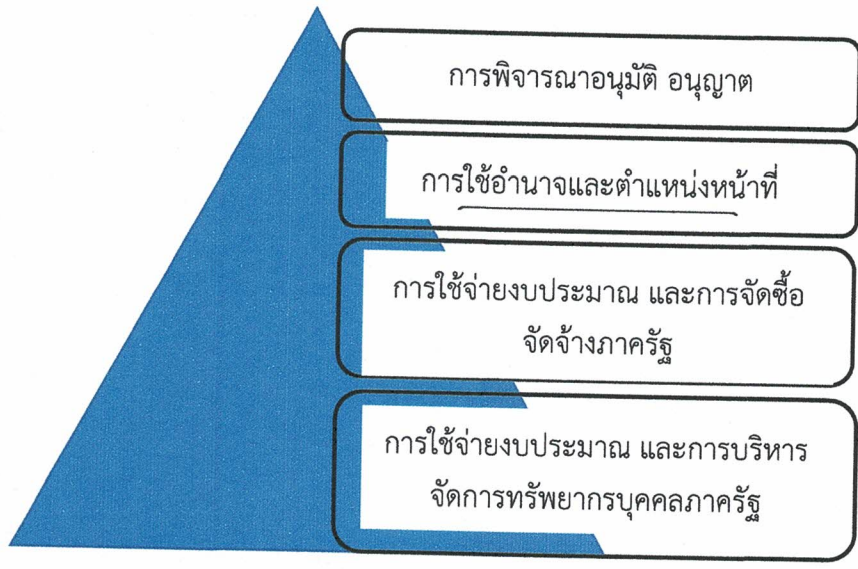 การพิจารณาอนุมัติ อนุญาต
การใช้อำนาจและตำแหน่งหน้าที่
การใช้จ่ายงบประมาณ และการจัดซื้อ
จัดจ้างภาครัฐ
การใช้จ่ายงบประมาณ และการบริหาร
จัดการทรัพยากรบุคคลภาครัฐ